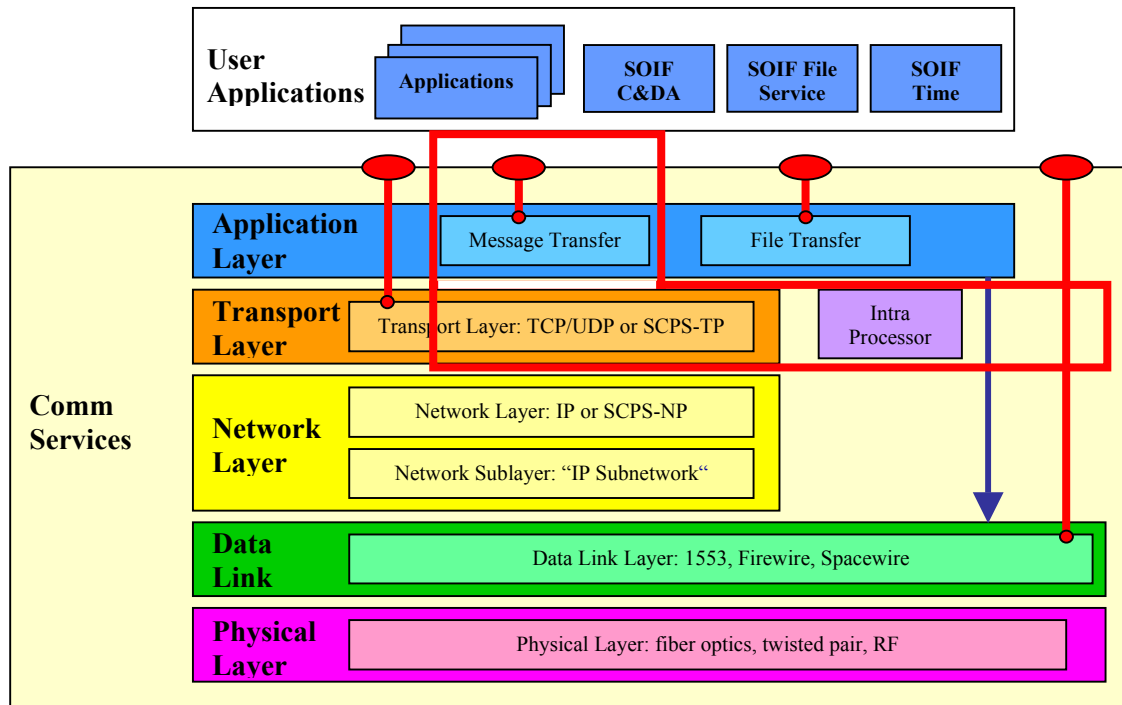 User
Applications
Applications
SOIF
C&DA
SOIF File
Service
SOIF
Time
Comm
Services
Application
Layer
Message Transfer
File Transfer
Transport
Layer
Transport Layer: TCP/UDP or SCPS-TP
Intra
Processor
Network
Layer
Network Layer: IP or SCPS-NP
Network Sublayer: “IP Subnetwork“
Data
Link
Data Link Layer: 1553, Firewire, Spacewire
Physical
Layer
Physical Layer: fiber optics, twisted pair, RF